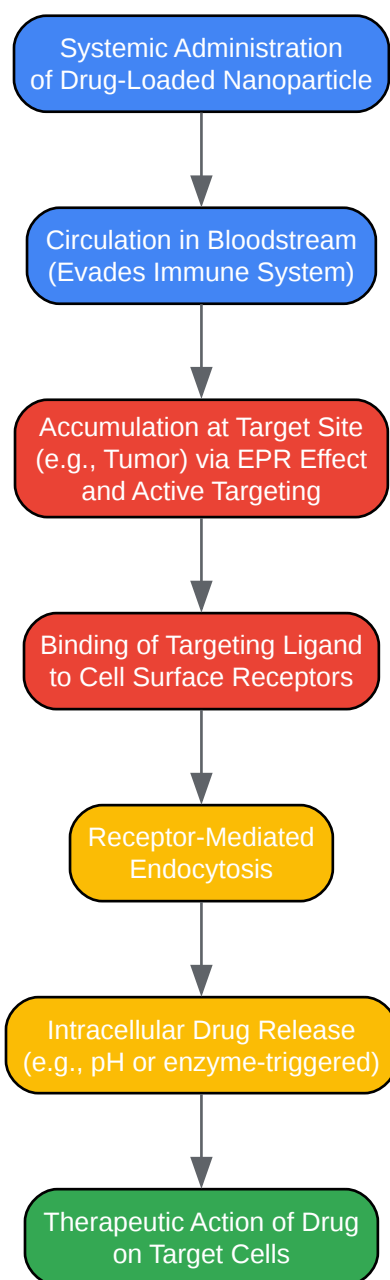 Systemic Administration
of Drug-Loaded Nanoparticle
Circulation in Bloodstream
(Evades Immune System)
Accumulation at Target Site
(e.g., Tumor) via EPR Effect
and Active Targeting
Binding of Targeting Ligand
to Cell Surface Receptors
Receptor-Mediated
Endocytosis
Intracellular Drug Release
(e.g., pH or enzyme-triggered)
Therapeutic Action of Drug
on Target Cells